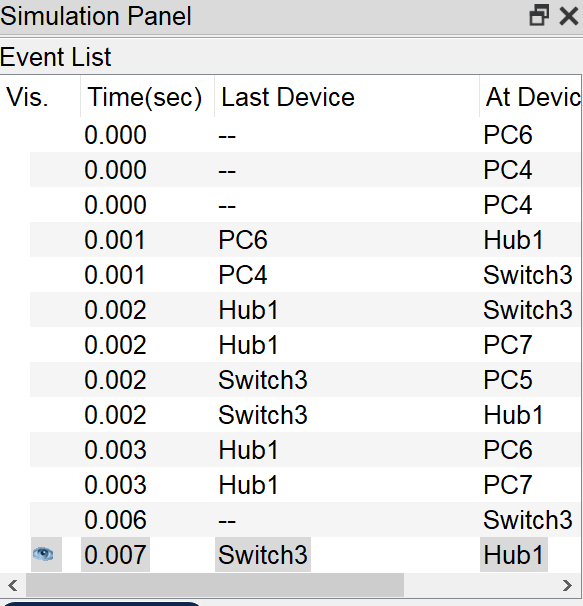 Simulation Panel
Event List
Vis. Time(sec) Last Device At Devic
0.000 -- PC6
0.000 -- PC4
0.000 -- PC4
0.001 PC6 Hub1
0.001 PC4 Switch3
0.002 Hub1 Switch3
0.002 Hub1 PC7
0.002 Switch3 PC5
0.002 Switch3 Hub1
0.003 Hub1 PC6
0.003 Hub1 PC7
0.006 -- Switch3
0.007 Switch3 Hub1